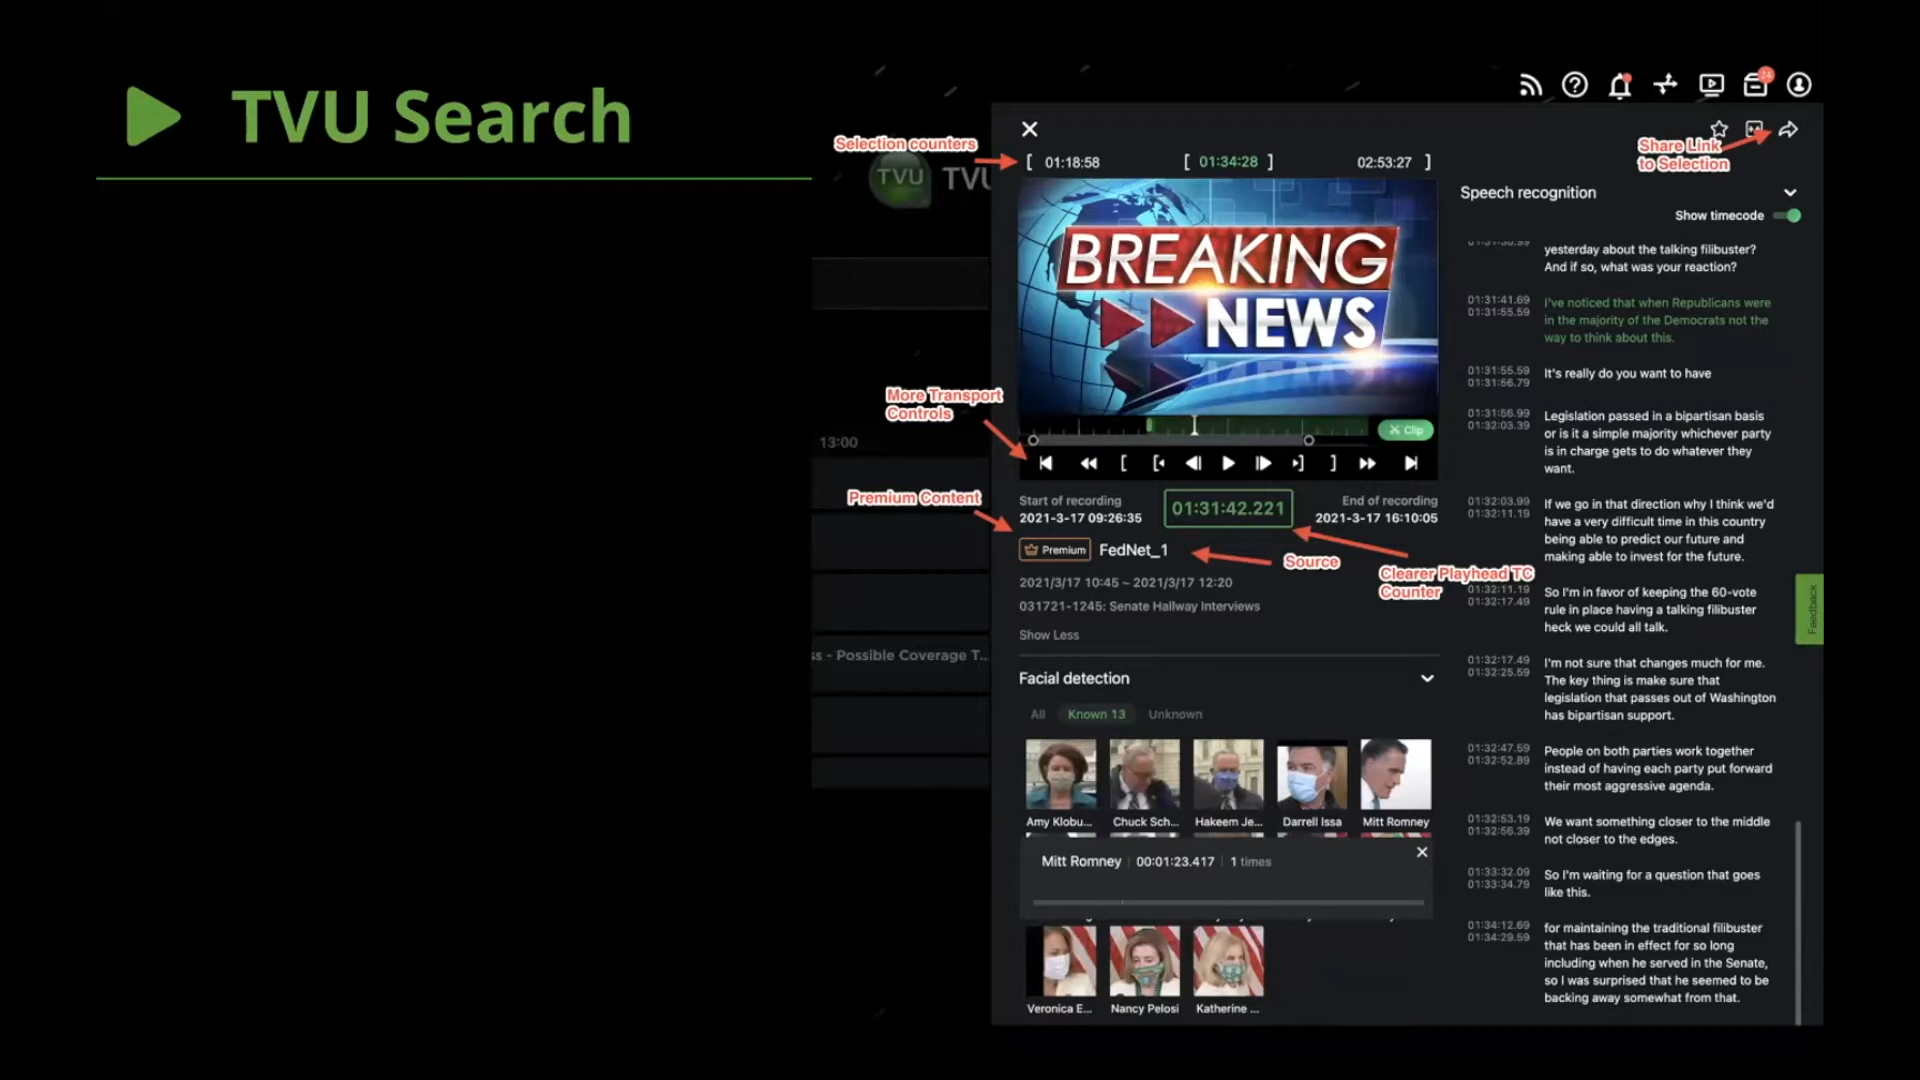 TVU Search
24
Selection counters
[ 01:18:58 [ 01:34:28 ] 02:53:27 ]
Share Link
to Selection
TVU TVU
Speech recognition
Show timecode
BREAKING
NEWS
More Transport
Controls
Clip
13:00
Premium Content
Start of recording
2021-3-17 09:26:35
01:31:42.221
End of recording
2021-3-17 16:10:05
Premium FedNet_1
Source
Clearer Playhead TC
Counter
2021/3/17 10:45 ~ 2021/3/17 12:20
031721-1245: Senate Hallway Interviews
Show Less
ss - Possible Coverage T...
Facial detection
All Known 13 Unknown
Amy Klobu... Chuck Sch... Hakeem Je... Darrell Issa Mitt Romney
Mitt Romney 00:01:23.417 1 times
Veronica E... Nancy Pelosi Katherine ...
yesterday about the talking filibuster?
And if so, what was your reaction?
01:31:41.69
01:31:55.59
I've noticed that when Republicans were
in the majority of the Democrats not the
way to think about this.
01:31:55.59
01:31:56.79
It's really do you want to have
01:31:56.99
01:32:03.39
Legislation passed in a bipartisan basis
or is it a simple majority whichever party
is in charge gets to do whatever they
want.
01:32:03.99
01:32:11.19
If we go in that direction why I think we'd
have a very difficult time in this country
being able to predict our future and
making able to invest for the future.
01:32:11.19
01:32:17.49
So I'm in favor of keeping the 60-vote
rule in place having a talking filibuster
heck we could all talk.
01:32:17.49
01:32:25.59
I'm not sure that changes much for me.
The key thing is make sure that
legislation that passes out of Washington
has bipartisan support.
01:32:47.59
01:32:52.89
People on both parties work together
instead of having each party put forward
their most aggressive agenda.
01:32:53.19
01:32:56.39
We want something closer to the middle
not closer to the edges.
01:33:32.09
01:33:34.79
So I'm waiting for a question that goes
like this.
01:34:12.69
01:34:29.59
for maintaining the traditional filibuster
that has been in effect for so long
including when he served in the Senate,
so I was surprised that he seemed to be
backing away somewhat from that.
Feedback